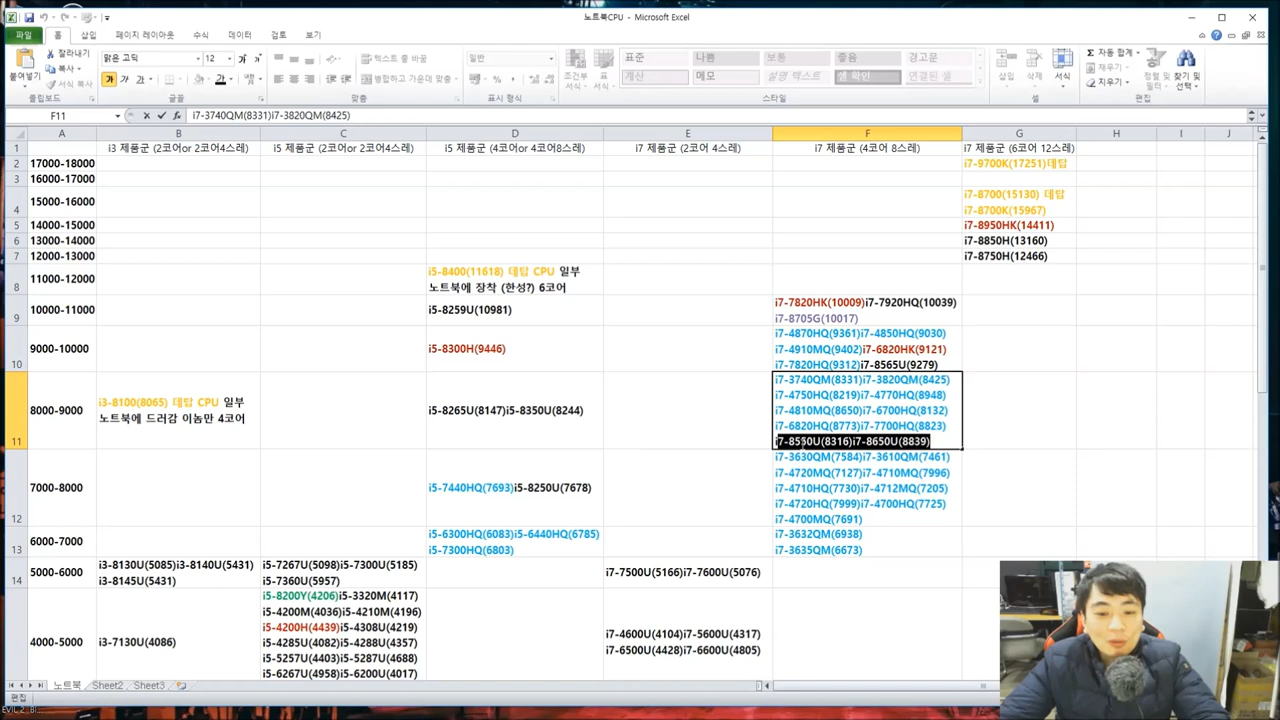 노트북CPU - Microsoft Excel
파일 홈 삽입 페이지 레이아웃 수식 데이터 검토 보기
붙여넣기 잘라내기 복사 서식 복사 클립보드
맑은 고딕 12 가 가 가 글꼴
텍스트 줄 바꿈 병합하고 가운데 맞춤 맞춤
일반 표시 형식
조건부 서식 표 서식
표준 나쁨 보통 좋음 경고문
계산 메모 설명 텍스트 셀 확인 연결된 셀
스타일
삽입 삭제 서식 셀
자동 합계 채우기 지우기 정렬 및 필터 찾기 및 선택 편집
F11 i7-3740QM(8331)i7-3820QM(8425)
A B C D E F G H I J
1 i3 제품군 (2코어or 2코어4스레) i5 제품군 (2코어or 2코어4스레) i5 제품군 (2코어or 4코어8스레) i7 제품군 (2코어 4스레) i7 제품군 (4코어 8스레) i7 제품군 (6코어 12스레)
2 17000-18000 i7-9700K(17251)데탑
3 16000-17000
4 15000-16000 i7-8700(15130) 데탑
i7-8700K(15967)
5 14000-15000 i7-8950HK(14411)
6 13000-14000 i7-8850H(13160)
7 12000-13000 i7-8750H(12466)
8 11000-12000 i5-8400(11618) 데탑 CPU 일부
노트북에 장착 (한성?) 6코어
9 10000-11000 i5-8259U(10981) i7-7820HK(10009)i7-7920HQ(10039)
i7-8705G(10017)
10 9000-10000 i5-8300H(9446) i7-4870HQ(9361)i7-4850HQ(9030)
i7-4910MQ(9402)i7-6820HK(9121)
i7-7820HQ(9312)i7-8565U(9279)
11 8000-9000 i3-8100(8065) 데탑 CPU 일부
노트북에 드러감 이놈만 4코어
i5-8265U(8147)i5-8350U(8244)
i7-3740QM(8331)i7-3820QM(8425)
i7-4750HQ(8219)i7-4770HQ(8948)
i7-4810MQ(8650)i7-6700HQ(8132)
i7-6820HQ(8773)i7-7700HQ(8823)
i7-8550U(8316)i7-8650U(8839)
12 7000-8000 i5-7440HQ(7693)i5-8250U(7678)
i7-3630QM(7584)i7-3610QM(7461)
i7-4720MQ(7127)i7-4710MQ(7996)
i7-4710HQ(7730)i7-4712MQ(7205)
i7-4720HQ(7999)i7-4700HQ(7725)
i7-4700MQ(7691)
13 6000-7000 i5-6300HQ(6083)i5-6440HQ(6785)
i5-7300HQ(6803)
i7-3632QM(6938)
i7-3635QM(6673)
14 5000-6000 i3-8130U(5085)i3-8140U(5431)
i3-8145U(5431)
i5-7267U(5098)i5-7300U(5185)
i5-7360U(5957)
i7-7500U(5166)i7-7600U(5076)
4000-5000 i3-7130U(4086)
i5-8200Y(4206)i5-3320M(4117)
i5-4200M(4036)i5-4210M(4196)
i5-4200H(4439)i5-4308U(4219)
i5-4285U(4082)i5-4288U(4357)
i5-5257U(4403)i5-5287U(4688)
i5-6267U(4958)i5-6200U(4017)
i7-4600U(4104)i7-5600U(4317)
i7-6500U(4428)i7-6600U(4805)
노트북 Sheet2 Sheet3
편집